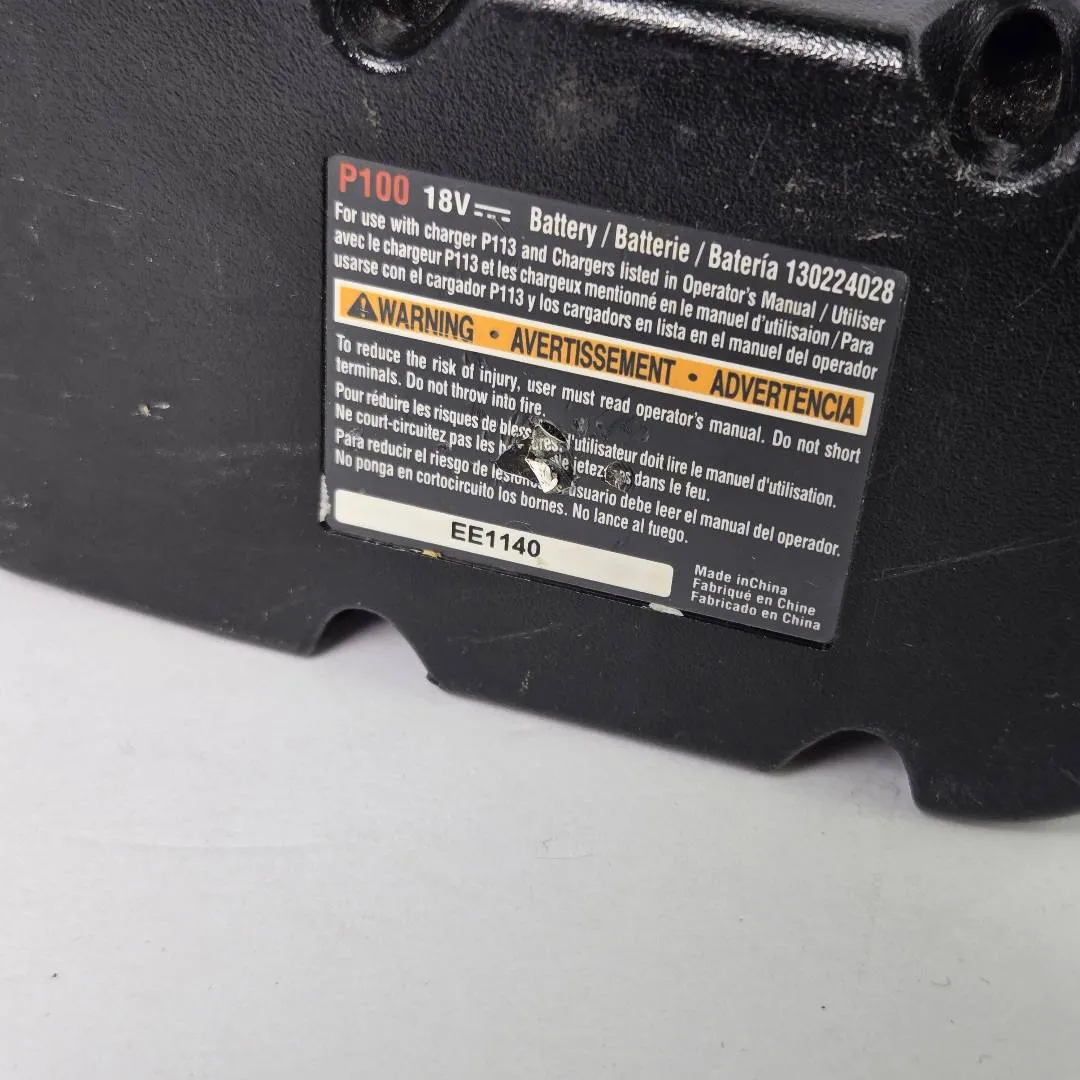 P100 18V Battery / Batterie / Batería 130224028
For use with charger P113 and Chargers listed in Operator's Manual / Utiliser
avec le chargeur P113 et les chargeux mentionné en le manuel d'utilisaion / Para
usarse con el cargador P113 y los cargadors en lista en el manuel del operador
WARNING • AVERTISSEMENT • ADVERTENCIA
To reduce the risk of injury, user must read operator's manual. Do not short
terminals. Do not throw into fire.
Pour réduire les risques de l'utilisateur doit lire le manuel d'utilisation.
Ne court-circuitez pas les jetez dans le feu.
Para reducir el riesgo de usuario debe leer el manual del operador.
No ponga en cortocircuito los bornes. No lance al fuego.
EE1140
Made inChina
Fabriqué en Chine
Fabricado en China